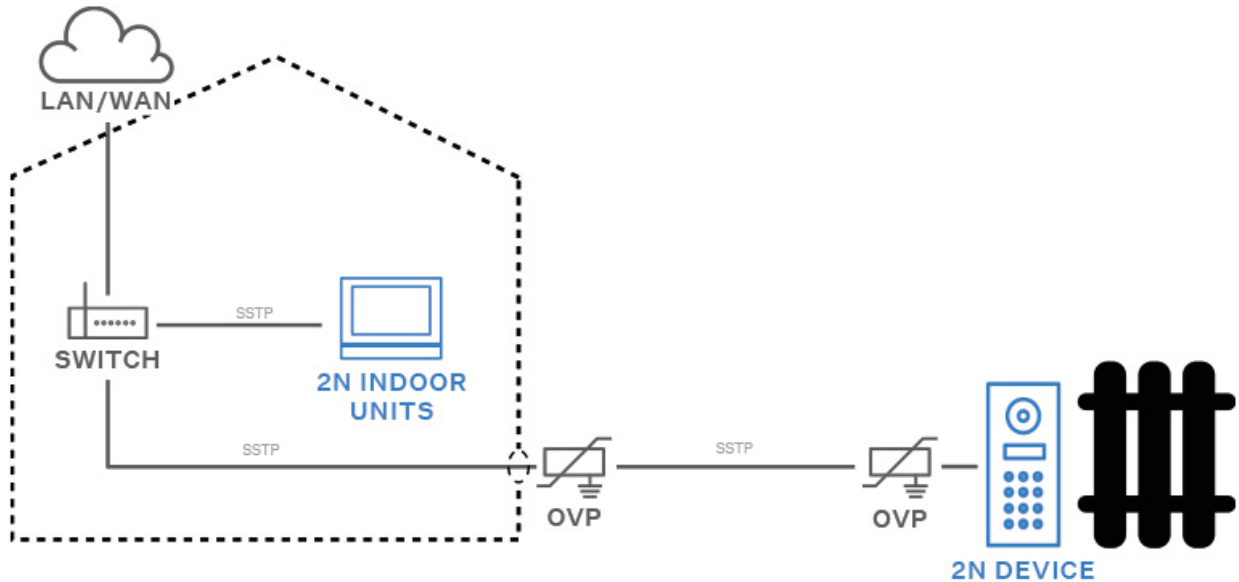 LAN/WAN
SSTP
SWITCH
2N INDOOR
UNITS
SSTP
SSTP
OVP
OVP
2N DEVICE